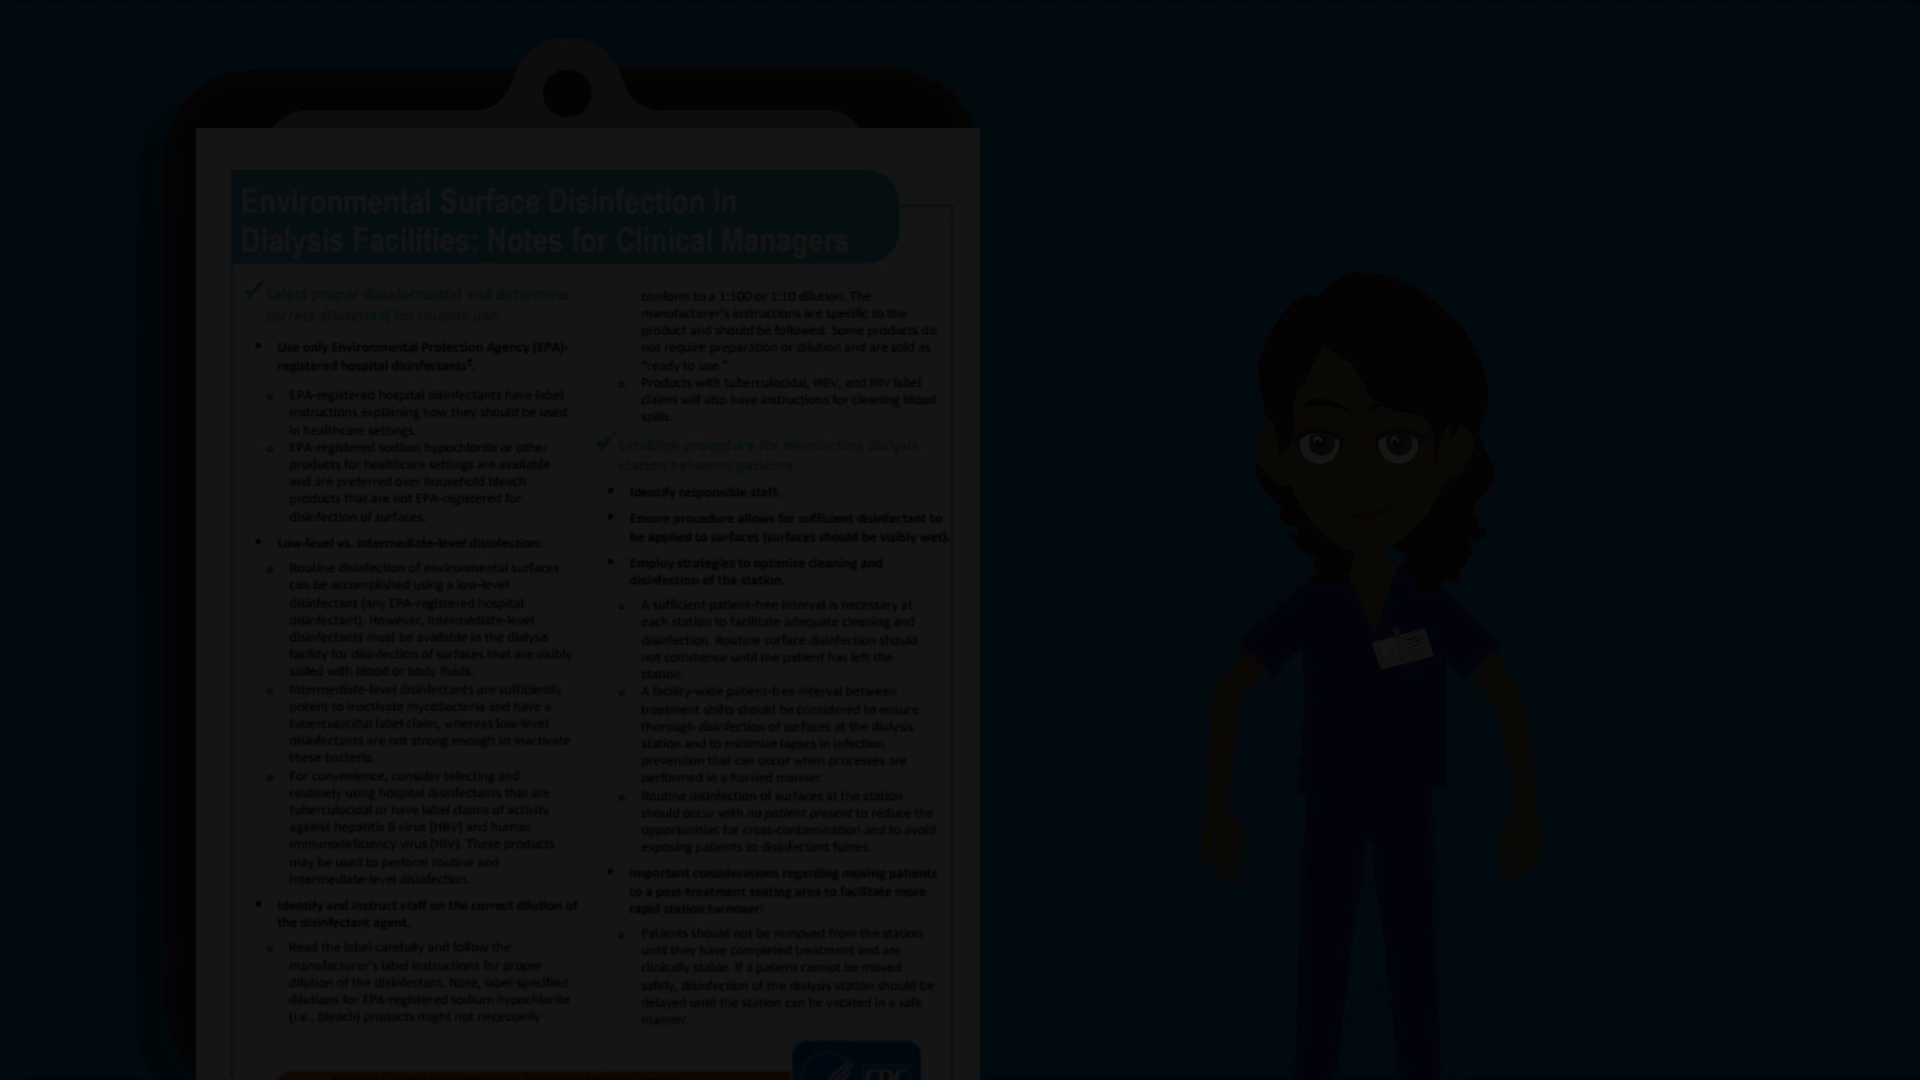 Environmental Surface Disinfection in
Dialysis Facilities: Notes for Clinical Managers
✓ Select proper disinfectant(s) and determine
correct dilution(s) for routine use.
▪ Use only Environmental Protection Agency (EPA)-
registered hospital disinfectants¹.
o EPA-registered hospital disinfectants have label
instructions explaining how they should be used
in healthcare settings.
o EPA-registered sodium hypochlorite or other
products for healthcare settings are available
and are preferred over household bleach
products that are not EPA-registered for
disinfection of surfaces.
▪ Low-level vs. intermediate-level disinfection:
o Routine disinfection of environmental surfaces
can be accomplished using a low-level
disinfectant (any EPA-registered hospital
disinfectant). However, intermediate-level
disinfectants must be available in the dialysis
facility for disinfection of surfaces that are visibly
soiled with blood or body fluids.
o Intermediate-level disinfectants are sufficiently
potent to inactivate mycobacteria and have a
tuberculocidal label claim, whereas low-level
disinfectants are not strong enough to inactivate
these bacteria.
o For convenience, consider selecting and
routinely using hospital disinfectants that are
tuberculocidal or have label claims of activity
against hepatitis B virus (HBV) and human
immunodeficiency virus (HIV). These products
may be used to perform routine and
intermediate-level disinfection.
▪ Identify and instruct staff on the correct dilution of
the disinfectant agent.
o Read the label carefully and follow the
manufacturer's label instructions for proper
dilution of the disinfectant. Note, label-specified
dilutions for EPA-registered sodium hypochlorite
(i.e., bleach) products might not necessarily
conform to a 1:100 or 1:10 dilution. The
manufacturer's instructions are specific to the
product and should be followed. Some products do
not require preparation or dilution and are sold as
"ready to use."
o Products with tuberculocidal, HBV, and HIV label
claims will also have instructions for cleaning blood
spills.
✓ Establish procedure for disinfecting dialysis
station between patients.
▪ Identify responsible staff.
▪ Ensure procedure allows for sufficient disinfectant to
be applied to surfaces (surfaces should be visibly wet).
▪ Employ strategies to optimize cleaning and
disinfection of the station.
o A sufficient patient-free interval is necessary at
each station to facilitate adequate cleaning and
disinfection. Routine surface disinfection should
not commence until the patient has left the
station.
o A facility-wide patient-free interval between
treatment shifts should be considered to ensure
thorough disinfection of surfaces at the dialysis
station and to minimize lapses in infection
prevention that can occur when processes are
performed in a hurried manner.
o Routine disinfection of surfaces at the station
should occur with no patient present to reduce the
opportunities for cross-contamination and to avoid
exposing patients to disinfectant fumes.
▪ Important considerations regarding moving patients
to a post-treatment seating area to facilitate more
rapid station turnover:
o Patients should not be removed from the station
until they have completed treatment and are
clinically stable. If a patient cannot be moved
safely, disinfection of the dialysis station should be
delayed until the station can be vacated in a safe
manner.
CDC